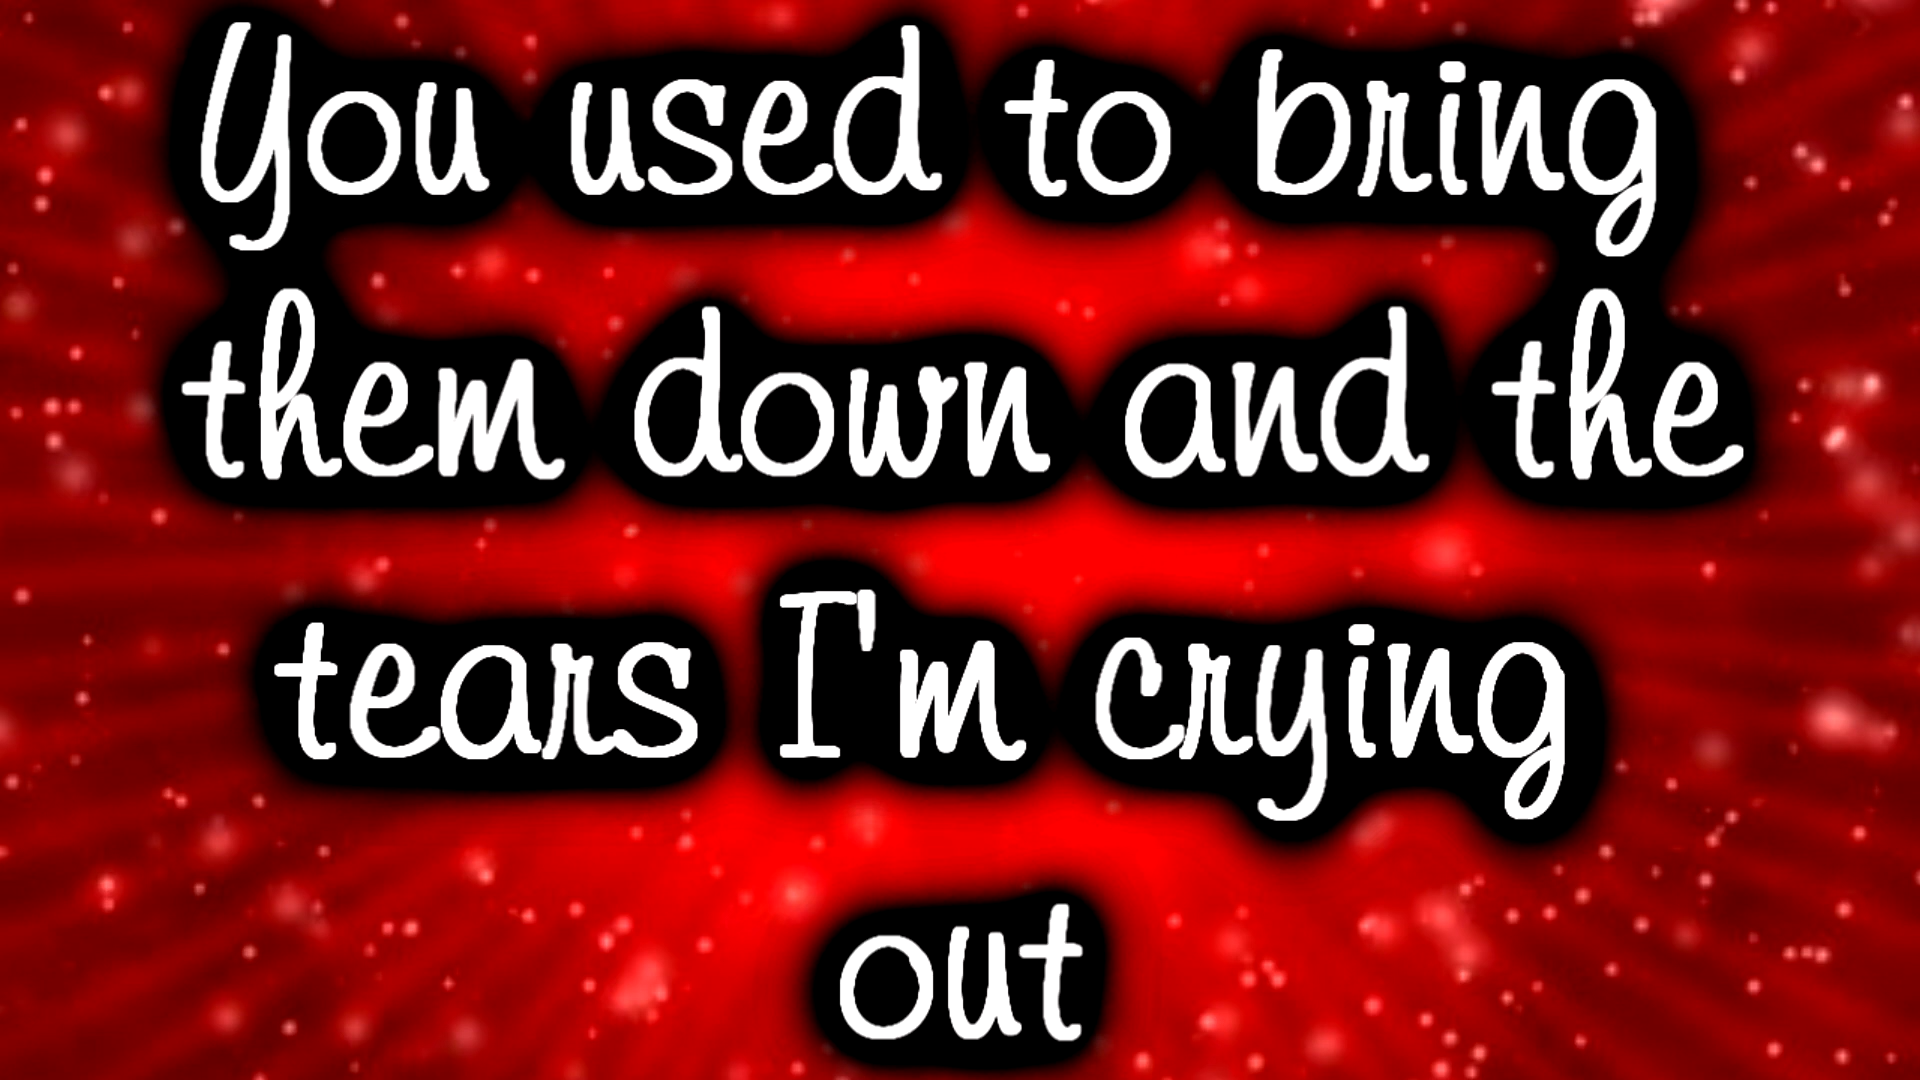 You used to bring
them down and the
tears I'm crying
out